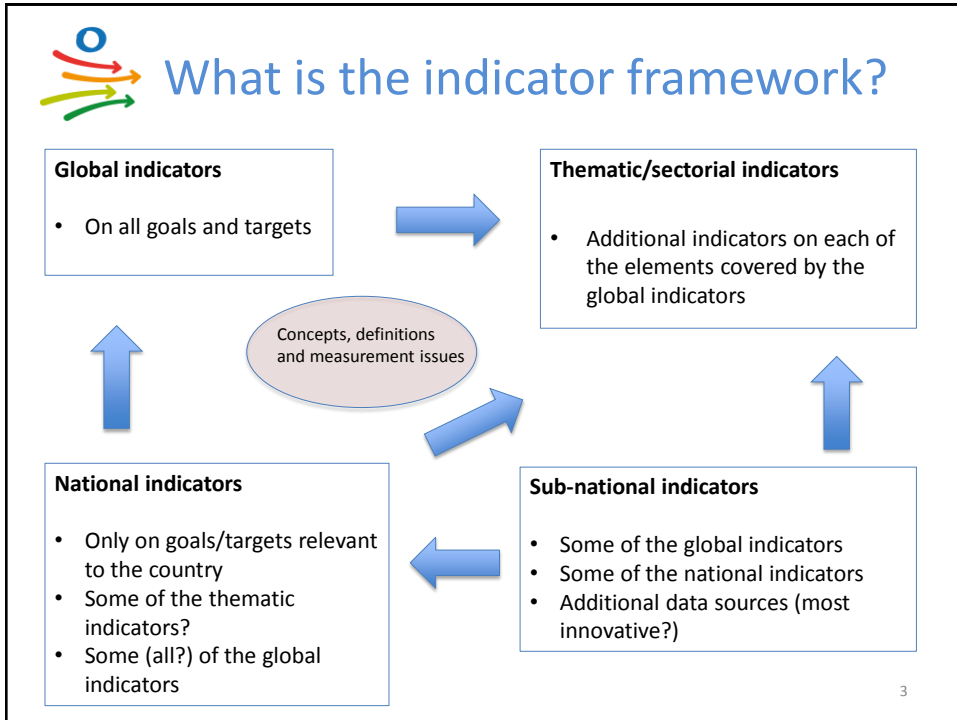 What is the indicator framework?
Global indicators
• On all goals and targets
Thematic/sectorial indicators
• Additional indicators on each of
the elements covered by the
global indicators
Concepts, definitions
and measurement issues
National indicators
• Only on goals/targets relevant
to the country
• Some of the thematic
indicators?
• Some (all?) of the global
indicators
Sub-national indicators
• Some of the global indicators
• Some of the national indicators
• Additional data sources (most
innovative?)
3